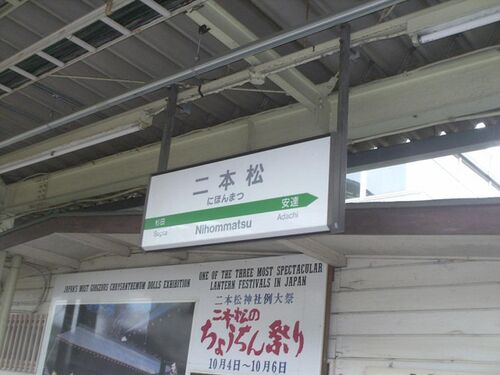 二本松
にほんまつ
杉田
安達
Sugita
Nihommatsu
Adachi
JAPAN'S MOST GORGEOUS CHRYSANTHEMUM DOLLS EXHIBITION
ONE OF THE THREE MOST SPECTACULAR
LANTERN FESTIVALS IN JAPAN
二本松神社例大祭
二本松の
ちょうちん祭り
10月4日〜10月6日